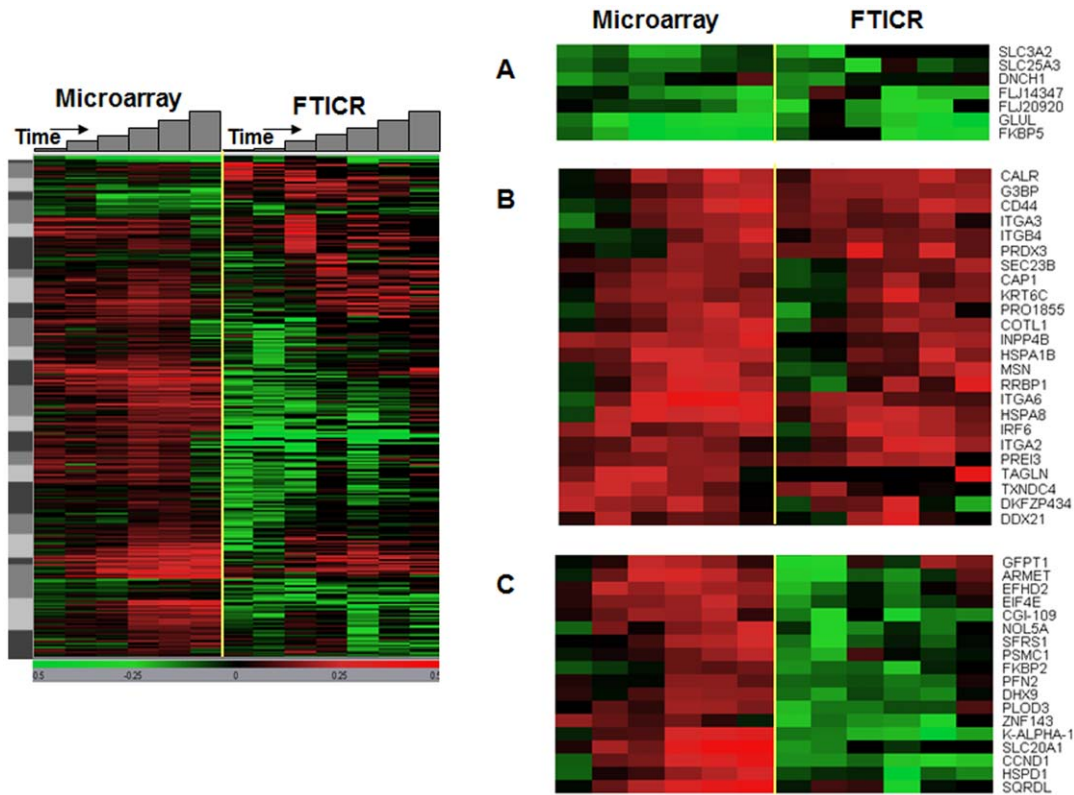 Microarray
FTICR
Time
Time
0.5
-0.25
0
0.25
0.5
Microarray
FTICR
A
SLC3A2
SLC25A3
DNCH1
FLJ14347
FLJ20920
GLUL
FKBP5
B
CALR
G3BP
CD44
ITGA3
ITGB4
PRDX3
SEC23B
CAP1
KRT6C
PRO1855
COTL1
INPP4B
HSPA1B
MSN
RRBP1
ITGA6
HSPA8
IRF6
ITGA2
PREI3
TAGLN
TXNDC4
DKFZP434
DDX21
C
GFPT1
ARMET
EFHD2
EIF4E
CGI-109
NOL5A
SFRS1
PSMC1
FKBP2
PFN2
DHX9
PLOD3
ZNF143
K-ALPHA-1
SLC20A1
CCND1
HSPD1
SQRDL